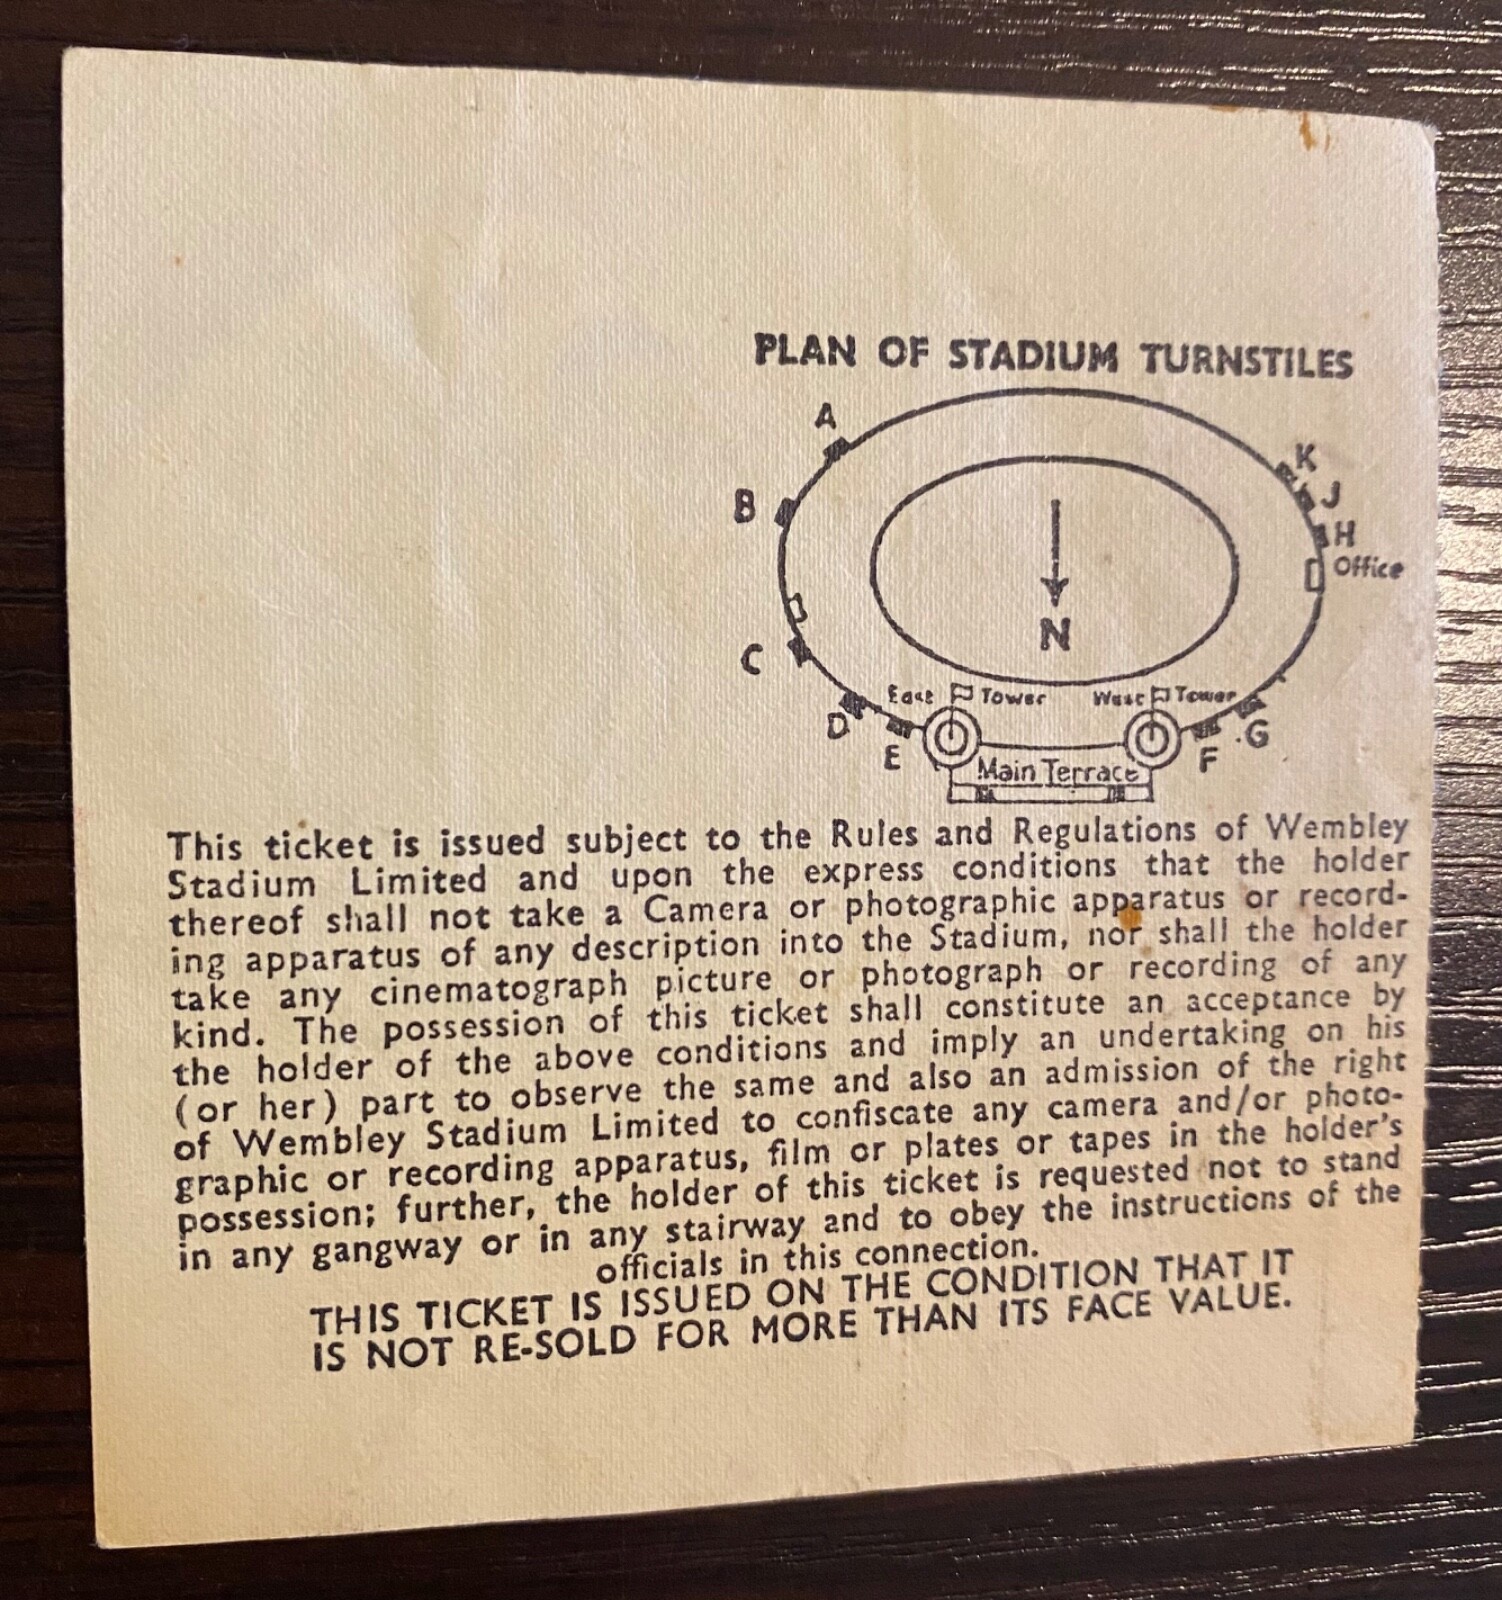 PLAN OF STADIUM TURNSTILES
A
K
B
J
H
Office
N
C
East Tower
West Tower
D
E
F
G
Main Terrace
This ticket is issued subject to the Rules and Regulations of Wembley
Stadium Limited and upon the express conditions that the holder
thereof shall not take a Camera or photographic apparatus or record-
ing apparatus of any description into the Stadium, nor shall the holder
take any cinematograph picture or photograph or recording of any
kind. The possession of this ticket shall constitute an acceptance by
the holder of the above conditions and imply an undertaking on his
(or her) part to observe the same and also an admission of the right
of Wembley Stadium Limited to confiscate any camera and/or photo-
graphic or recording apparatus, film or plates or tapes in the holder's
possession; further, the holder of this ticket is requested not to stand
in any gangway or in any stairway and to obey the instructions of the
officials in this connection.
THIS TICKET IS ISSUED ON THE CONDITION THAT IT
IS NOT RE-SOLD FOR MORE THAN ITS FACE VALUE.